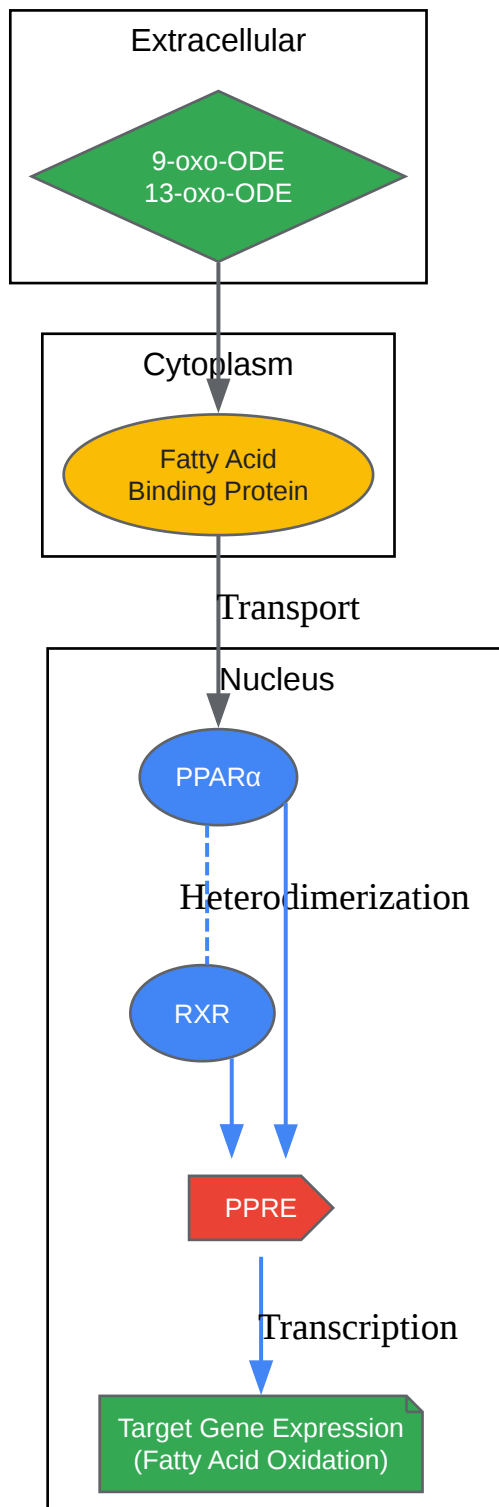 Extracellular
9-oxo-ODE
13-oxo-ODE
Cytoplasm
Fatty Acid
Binding Protein
Transport
Nucleus
PPARα
Heterodimerization
RXR
PPRE
Transcription
Target Gene Expression
(Fatty Acid Oxidation)